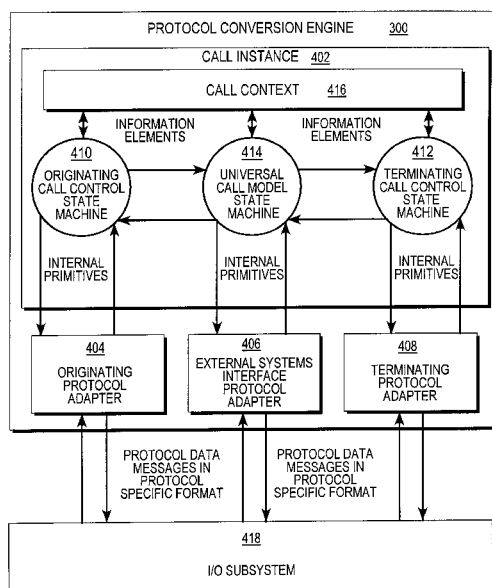 PROTOCOL CONVERSION ENGINE 300
CALL INSTANCE 402
CALL CONTEXT 416
INFORMATION
ELEMENTS
INFORMATION
ELEMENTS
410
ORIGINATING
CALL CONTROL
STATE
MACHINE
414
UNIVERSAL
CALL MODEL
STATE
MACHINE
412
TERMINATING
CALL CONTROL
STATE
MACHINE
INTERNAL
PRIMITIVES
INTERNAL
PRIMITIVES
INTERNAL
PRIMITIVES
404
ORIGINATING
PROTOCOL
ADAPTER
406
EXTERNAL SYSTEMS
INTERFACE
PROTOCOL
ADAPTER
408
TERMINATING
PROTOCOL
ADAPTER
PROTOCOL DATA
MESSAGES IN
PROTOCOL
SPECIFIC FORMAT
PROTOCOL DATA
MESSAGES IN
PROTOCOL
SPECIFIC FORMAT
418
I/O SUBSYSTEM